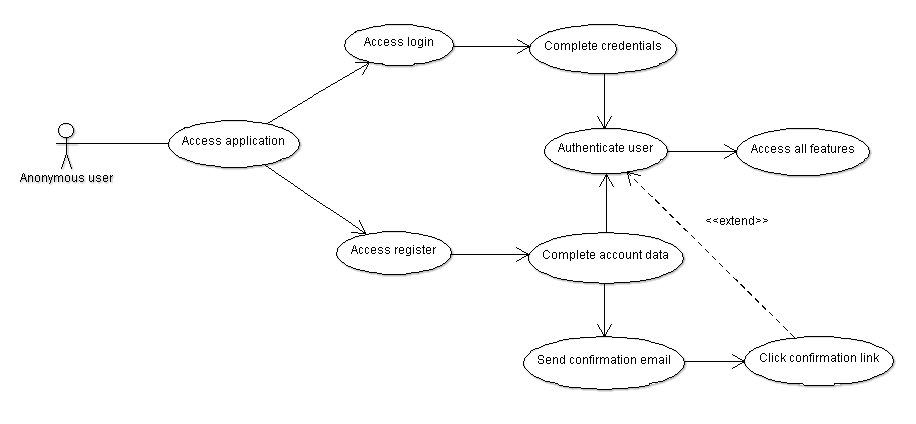 Access login
Complete credentials
Access application
Authenticate user
Access all features
Anonymous user
<<extend>>
Access register
Complete account data
Send confirmation email
Click confirmation link